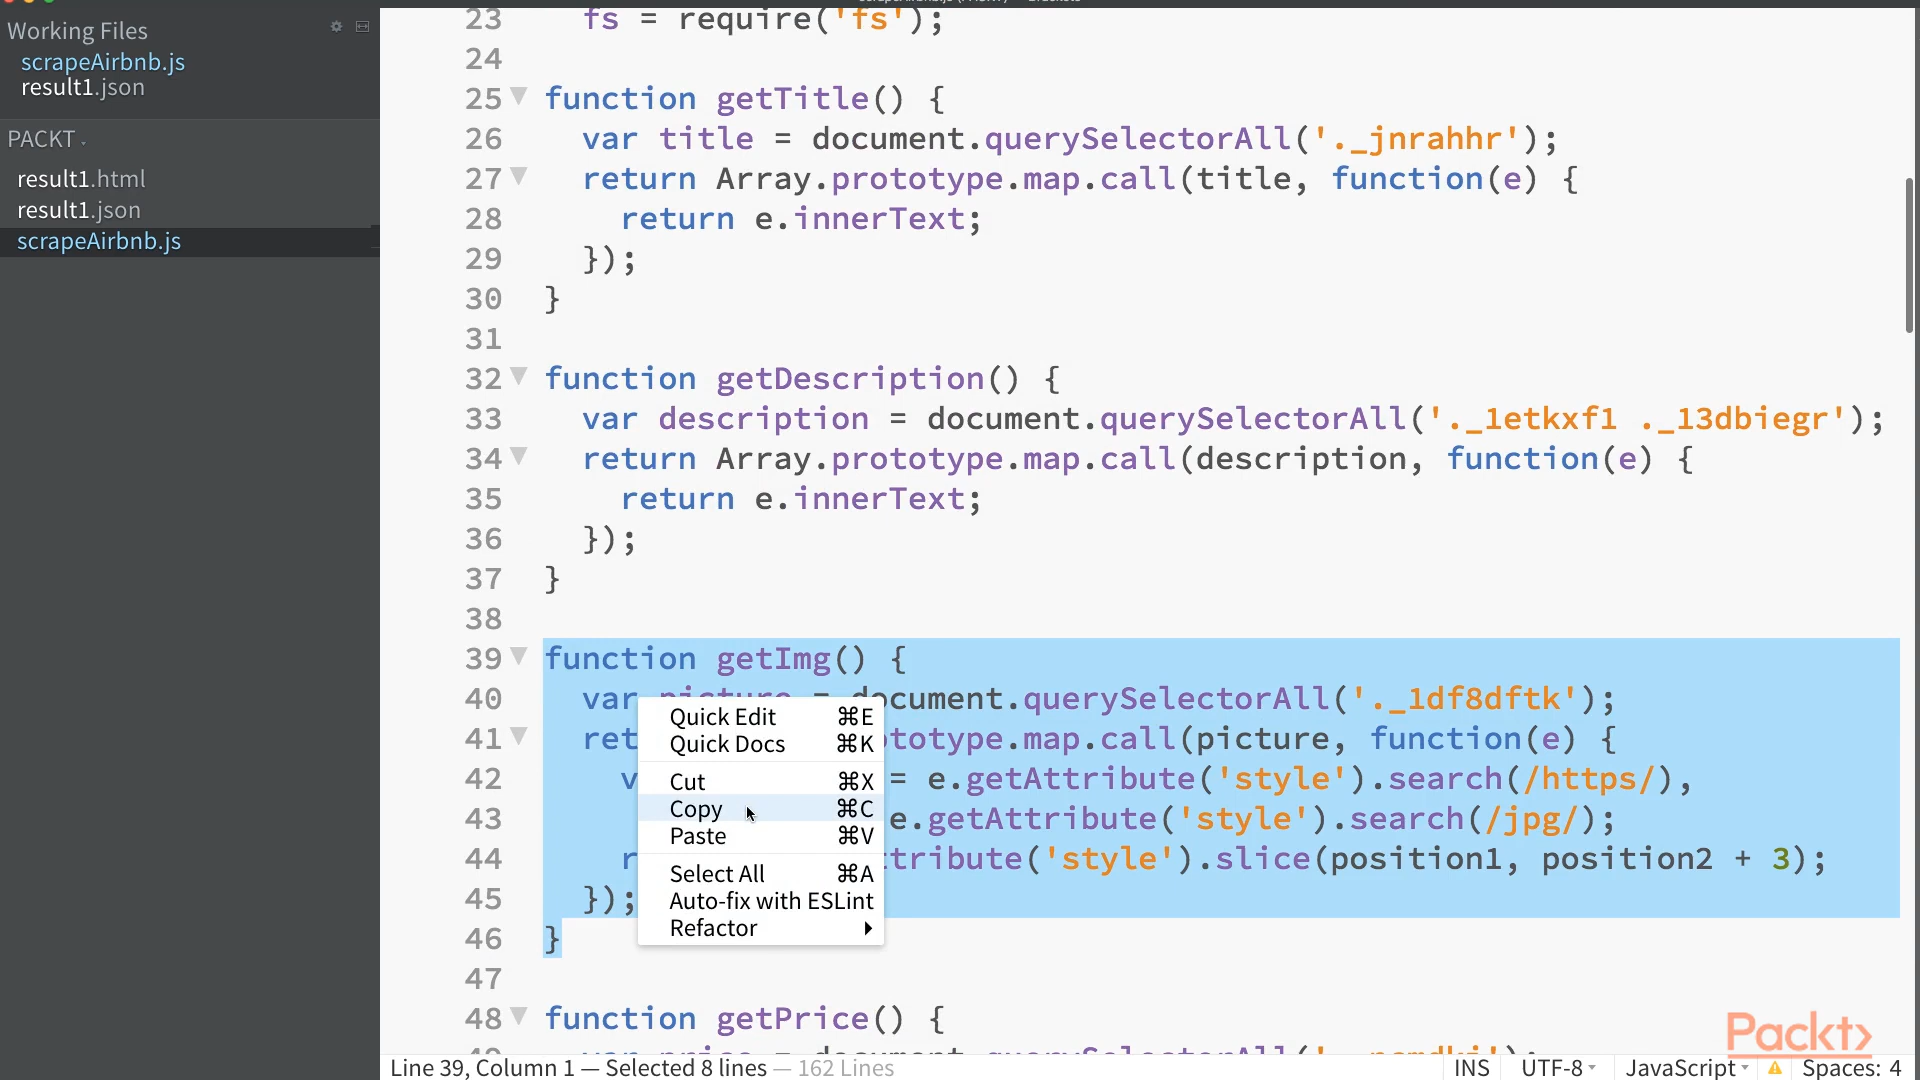 Working Files
scrapeAirbnb.js
result1.json
PACKT
result1.html
result1.json
scrapeAirbnb.js
23 fs = require('fs');
24
25 function getTitle() {
26 var title = document.querySelectorAll('._jnrahhr');
27 return Array.prototype.map.call(title, function(e) {
28 return e.innerText;
29 });
30 }
31
32 function getDescription() {
33 var description = document.querySelectorAll('._1etkxf1 ._13dbiegr');
34 return Array.prototype.map.call(description, function(e) {
35 return e.innerText;
36 });
37 }
38
39 function getImg() {
40 var picture = document.querySelectorAll('._1df8dftk');
41 ret totype.map.call(picture, function(e) {
42 v = e.getAttribute('style').search(/https/),
43 e.getAttribute('style').search(/jpg/);
44 r tribute('style').slice(position1, position2 + 3);
45 });
46 }
47
48 function getPrice() {
Quick Edit ⌘E
Quick Docs ⌘K
Cut ⌘X
Copy ⌘C
Paste ⌘V
Select All ⌘A
Auto-fix with ESLint
Refactor
Packt>
Line 39, Column 1 — Selected 8 lines — 162 Lines
INS UTF-8 JavaScript Spaces: 4